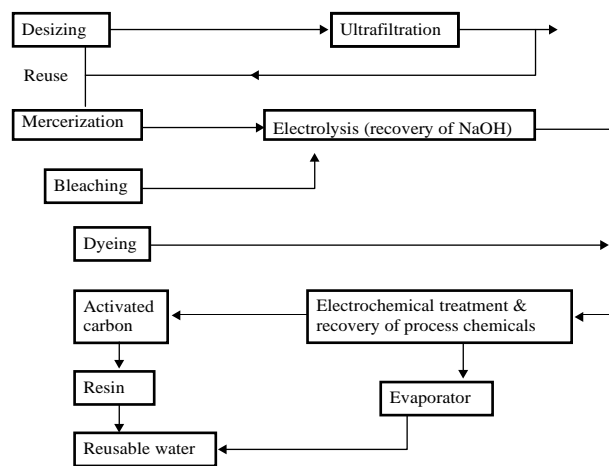 Desizing
Ultrafiltration
Reuse
Mercerization
Electrolysis (recovery of NaOH)
Bleaching
Dyeing
Activated
carbon
Electrochemical treatment &
recovery of process chemicals
Resin
Evaporator
Reusable water